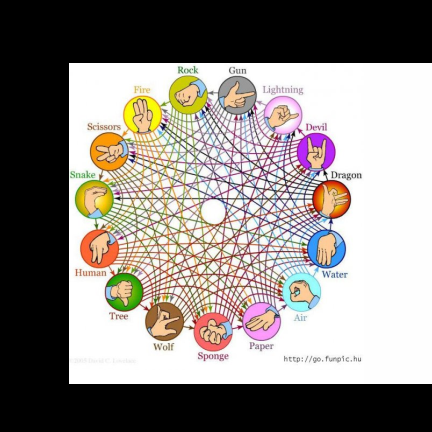 Rock
Gun
Fire
Lightning
Scissors
Devil
Snake
Dragon
Human
Water
Tree
Air
Wolf
Paper
Sponge
http://go.funpic.hu